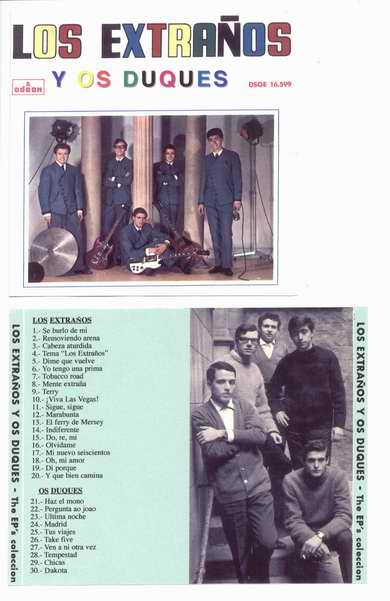 LOS EXTRAÑOS
Y OS DUQUES
odeon
DSOE 16.599
LOS EXTRAÑOS
1.- Se burlo de mi
2.- Removiendo arena
3.- Cabeza aturdida
4.- Tema "Los Extraños"
5.- Dime que vuelve
6.- Yo tengo una prima
7.- Tobacco road
8.- Mente extraña
9.- Terry
10.- ¡Viva Las Vegas!
11.- Sigue, sigue
12.- Marabunta
13.- El ferry de Mersey
14.- Indiferente
15.- Do, re, mi
16.- Olvidame
17.- Mi nuevo seiscientos
18.- Oh, mi amor
19.- Di porque
20.- Y que bien camina
OS DUQUES
21.- Haz el mono
22.- Pergunta ao joao
23.- Ultima noche
24.- Madrid
25.- Tus viajes
26.- Take five
27.- Ven a ni otra vez
28.- Tempestad
29.- Chicas
30.- Dakota
LOS EXTRAÑOS Y OS DUQUES - The EP's coleccion
LOS EXTRAÑOS Y OS DUQUES - The EP's coleccion